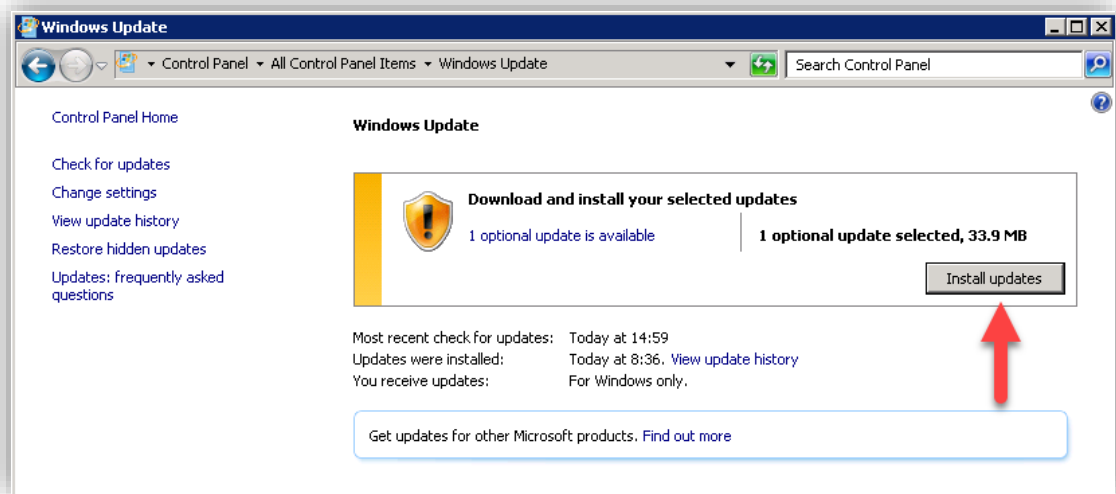 Windows Update
Control Panel All Control Panel Items Windows Update Search Control Panel
Control Panel Home
Check for updates
Change settings
View update history
Restore hidden updates
Updates: frequently asked
questions
Windows Update
Download and install your selected updates
1 optional update is available
1 optional update selected, 33.9 MB
Install updates
Most recent check for updates: Today at 14:59
Updates were installed: Today at 8:36. View update history
You receive updates: For Windows only.
Get updates for other Microsoft products. Find out more